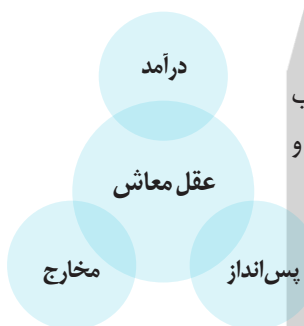 درآمد
ب
و
عقل معاش
پس‌انداز
مخارج